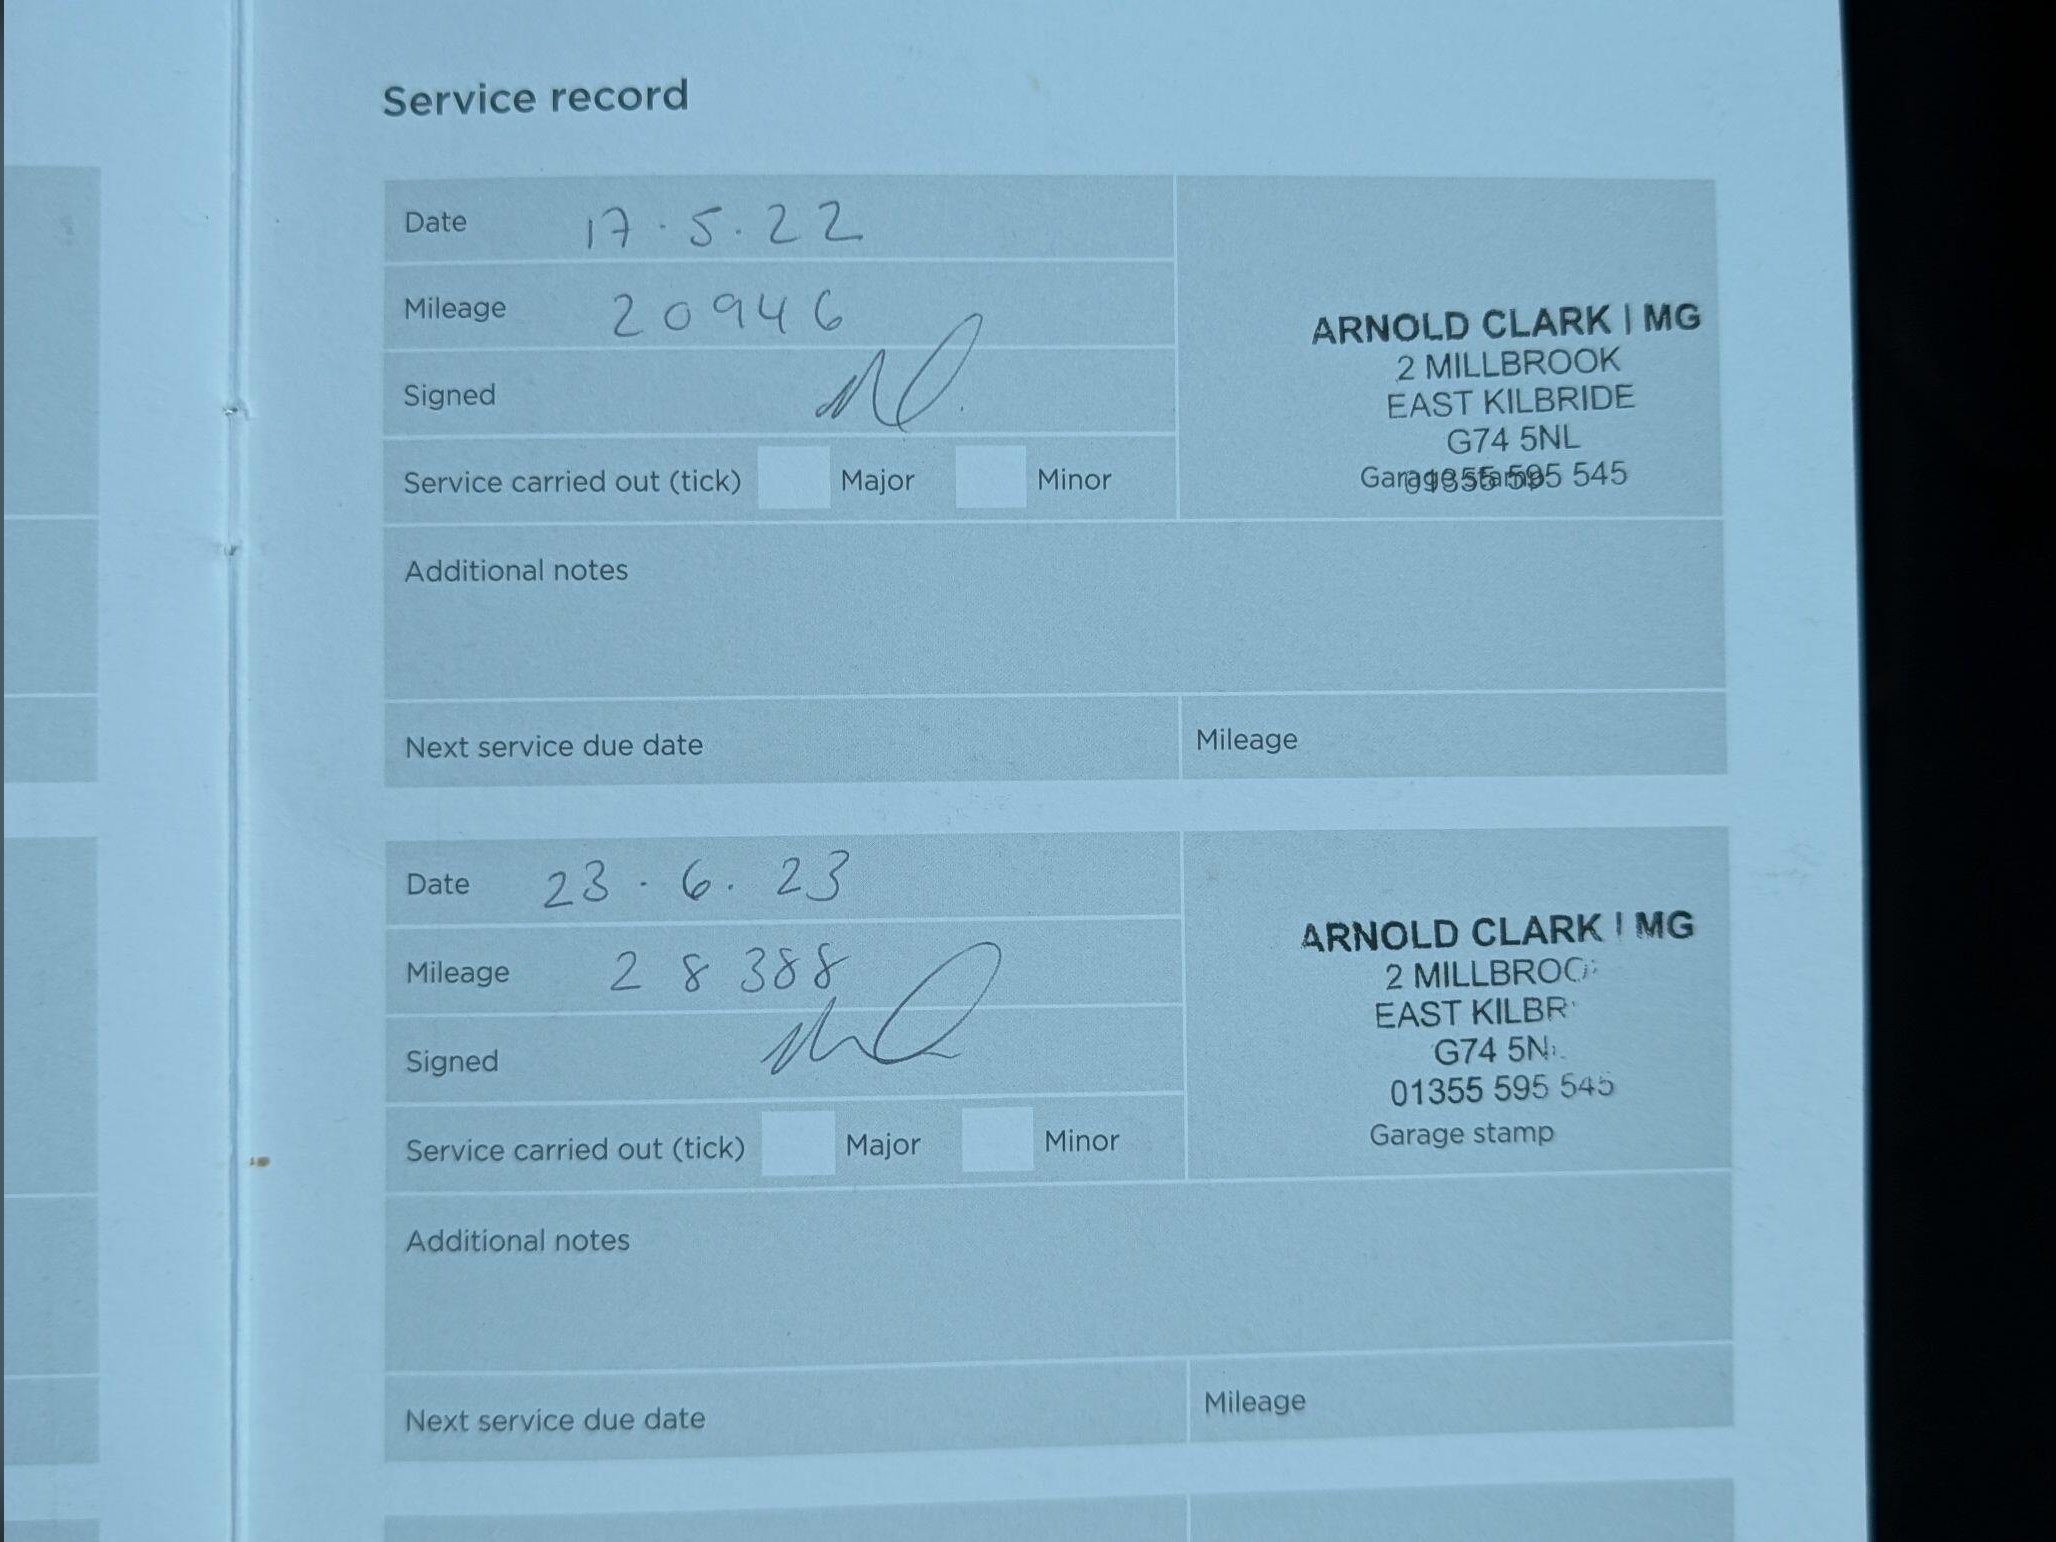 Service record
Date 17.5.22
Mileage 20946
Signed
Service carried out (tick) Major Minor
ARNOLD CLARK | MG
2 MILLBROOK
EAST KILBRIDE
G74 5NL
01355 595 545
Garage stamp
Additional notes
Next service due date
Mileage
Date 23.6.23
Mileage 28388
Signed
Service carried out (tick) Major Minor
ARNOLD CLARK | MG
2 MILLBROO
EAST KILBR
G74 5N
01355 595 545
Garage stamp
Additional notes
Next service due date
Mileage